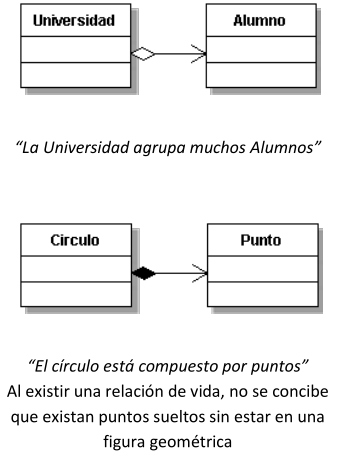 Universidad Alumno
“La Universidad agrupa muchos Alumnos”
Circulo Punto
“El círculo está compuesto por puntos”
Al existir una relación de vida, no se concibe
que existan puntos sueltos sin estar en una
figura geométrica